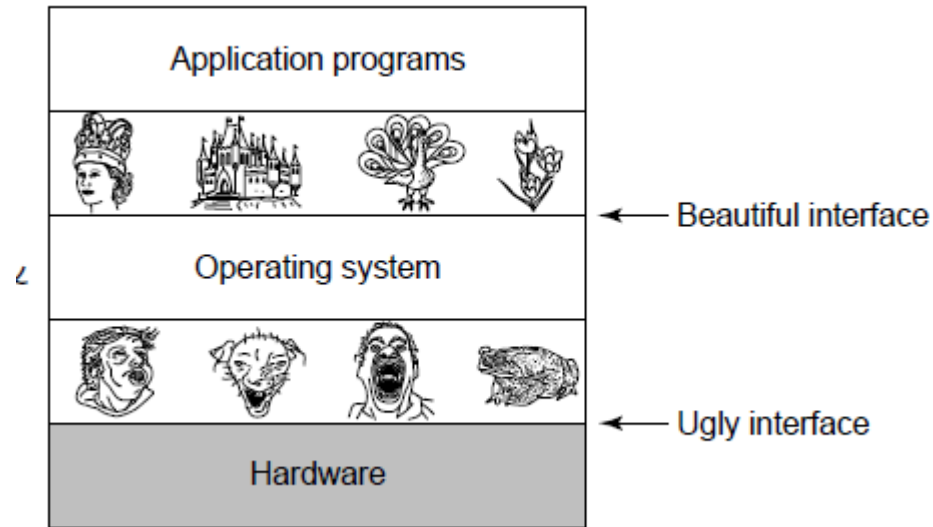 Application programs
Beautiful interface
Operating system
Ugly interface
Hardware